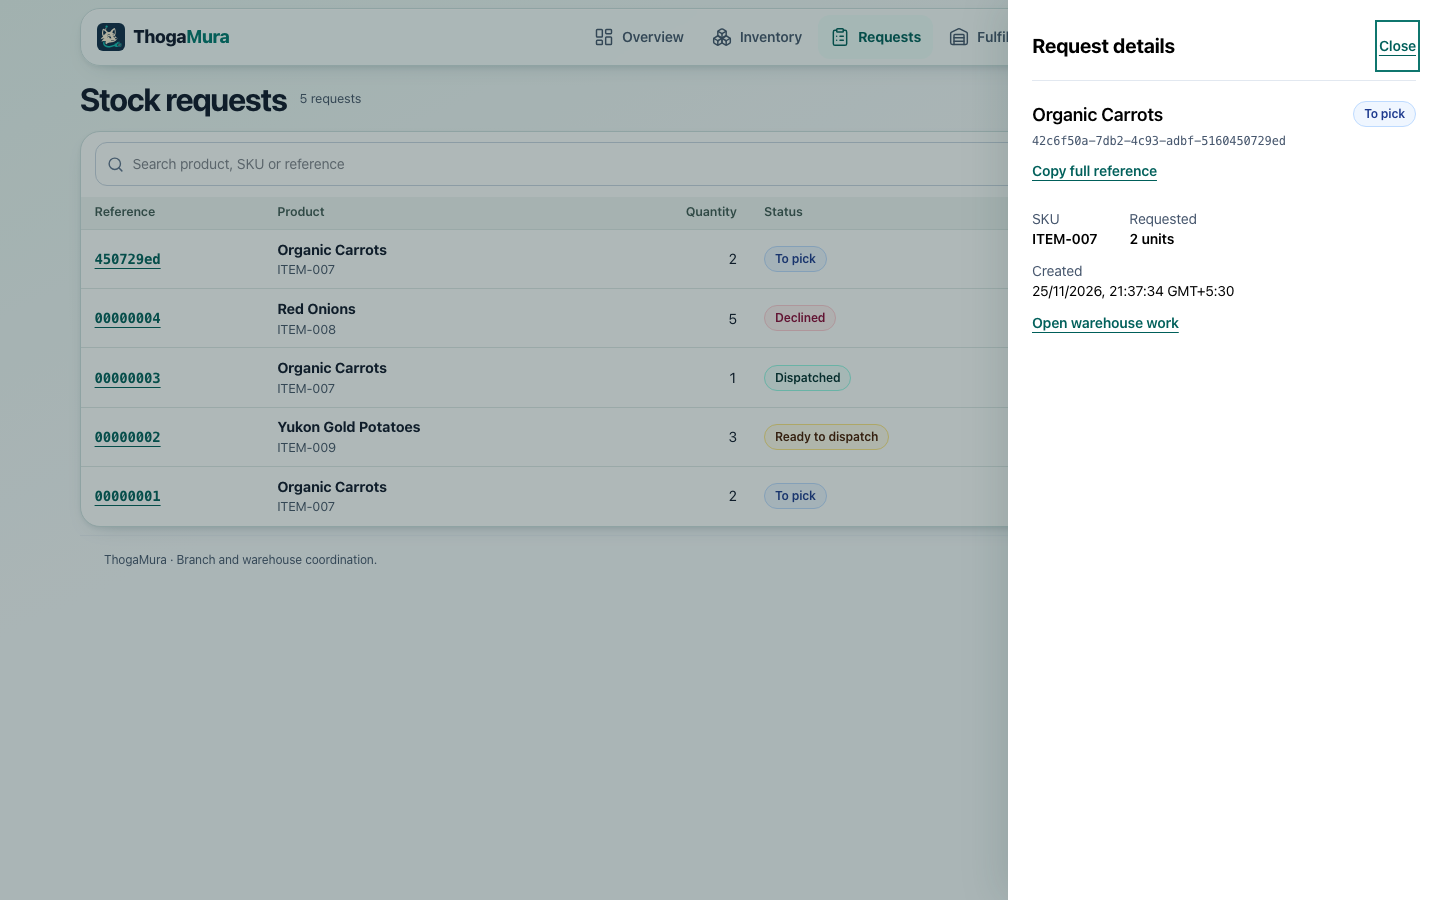 ThogaMura
Overview
Inventory
Requests
Stock requests
5 requests
Search product, SKU or reference
Reference Product Quantity Status
450729ed Organic Carrots 2 To pick
ITEM-007
00000004 Red Onions 5 Declined
ITEM-008
00000003 Organic Carrots 1 Dispatched
ITEM-007
00000002 Yukon Gold Potatoes 3 Ready to dispatch
ITEM-009
00000001 Organic Carrots 2 To pick
ITEM-007
ThogaMura · Branch and warehouse coordination.
Request details
Close
Organic Carrots
To pick
42c6f50a-7db2-4c93-adbf-5160450729ed
Copy full reference
SKU Requested
ITEM-007 2 units
Created
25/11/2026, 21:37:34 GMT+5:30
Open warehouse work